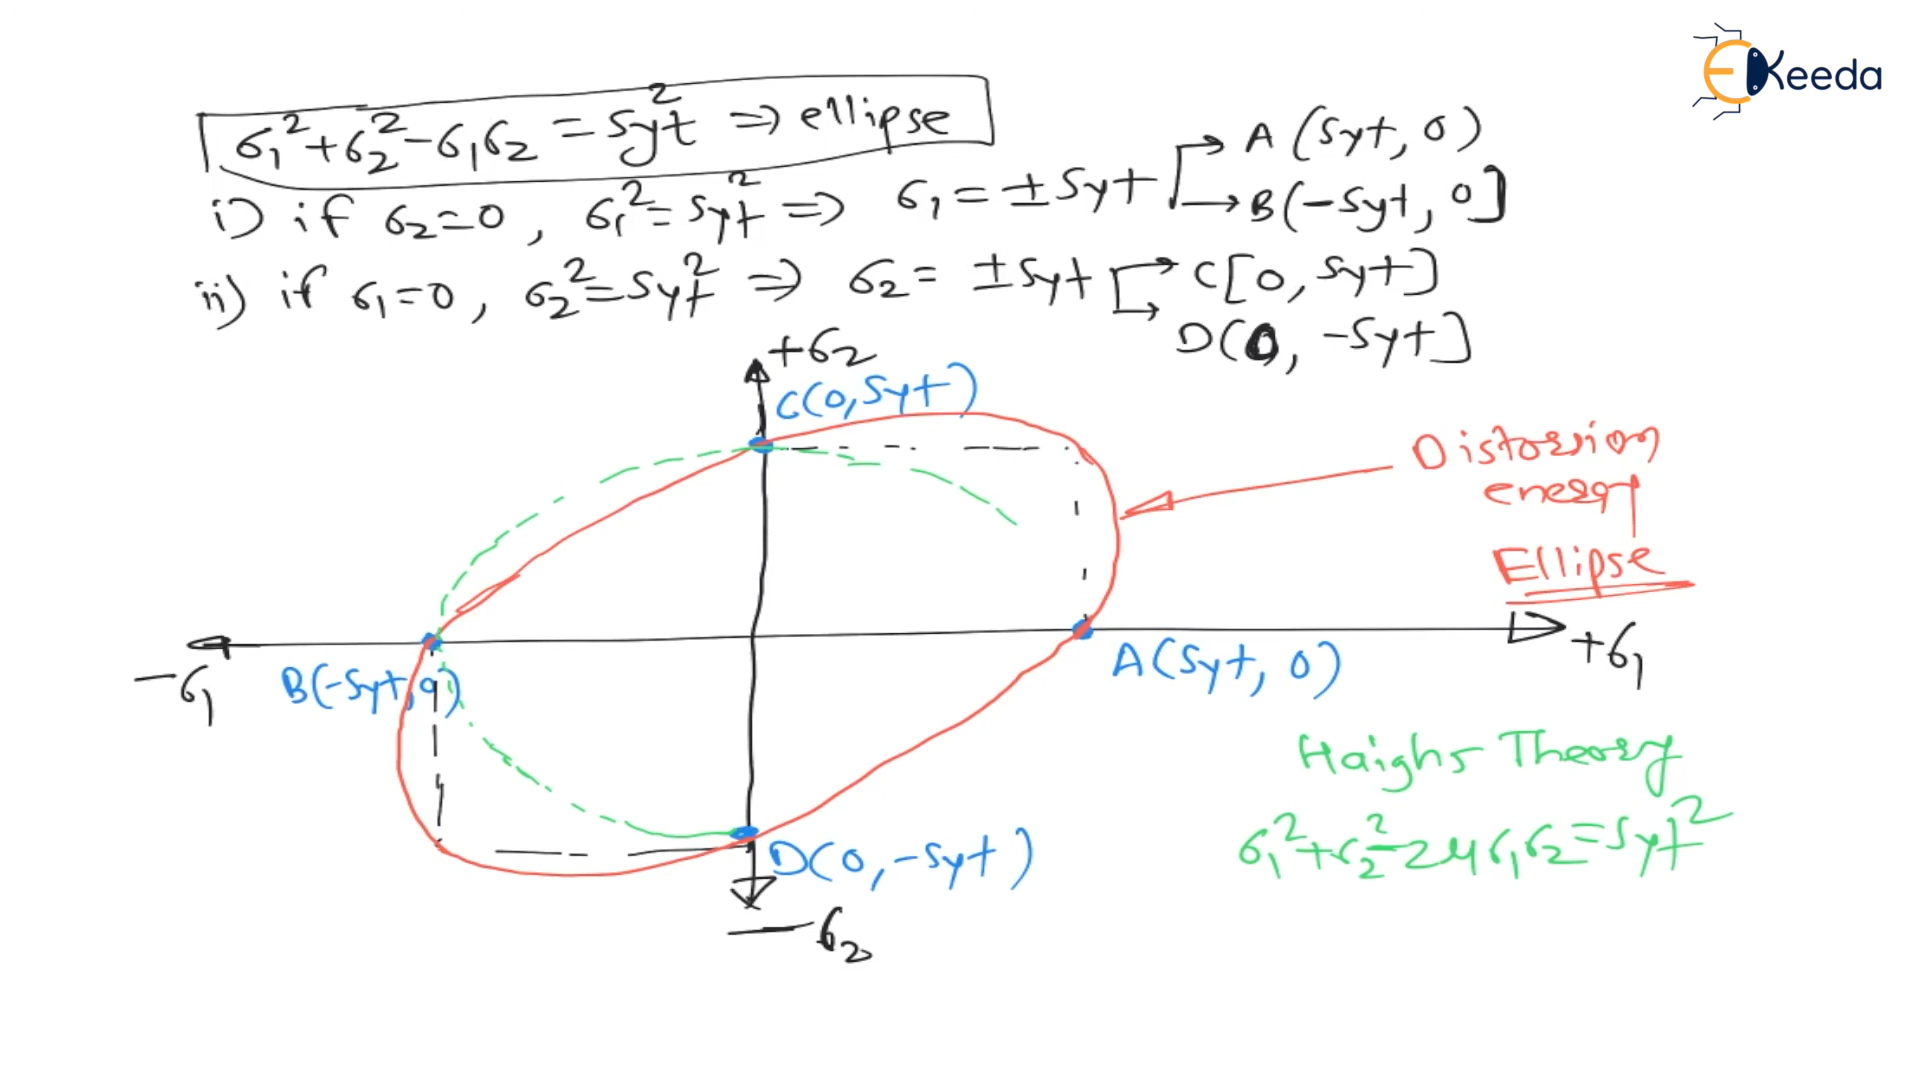 EKeeda
σ₁² + σ₂² - σ₁σ₂ = Syt² ⇒ ellipse
i) if σ₂=0, σ₁² = Syt² ⇒ σ₁ = ± Syt → A (Syt, 0)
→ B(-Syt, 0]
ii) if σ₁=0, σ₂² = Syt² ⇒ σ₂ = ± Syt → C[0, Syt]
→ D(0, -Syt]
+σ₂
C(0, Syt)
Distorsion
energy
Ellipse
-σ₁
B(-Syt, 0)
A(Syt, 0)
+σ₁
Haighs Theory
σ₁² + σ₂² - 2μσ₁σ₂ = Syt²
D(0, -Syt)
-σ₂